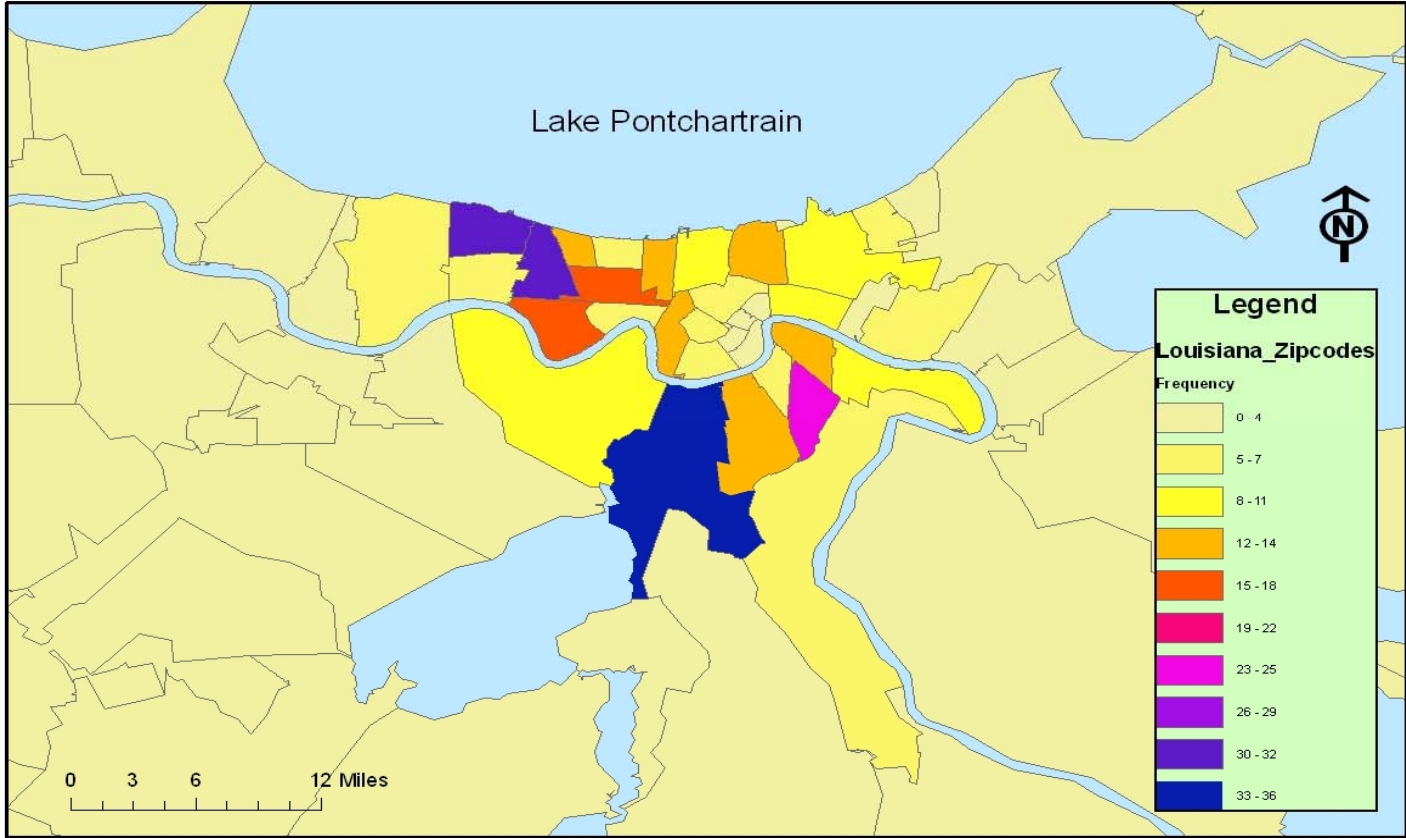 Lake Pontchartrain
N
Legend
Louisiana_Zipcodes
Frequency
0 - 4
5 - 7
8 - 11
12 - 14
15 - 18
19 - 22
23 - 25
26 - 29
30 - 32
33 - 36
0 3 6 12 Miles